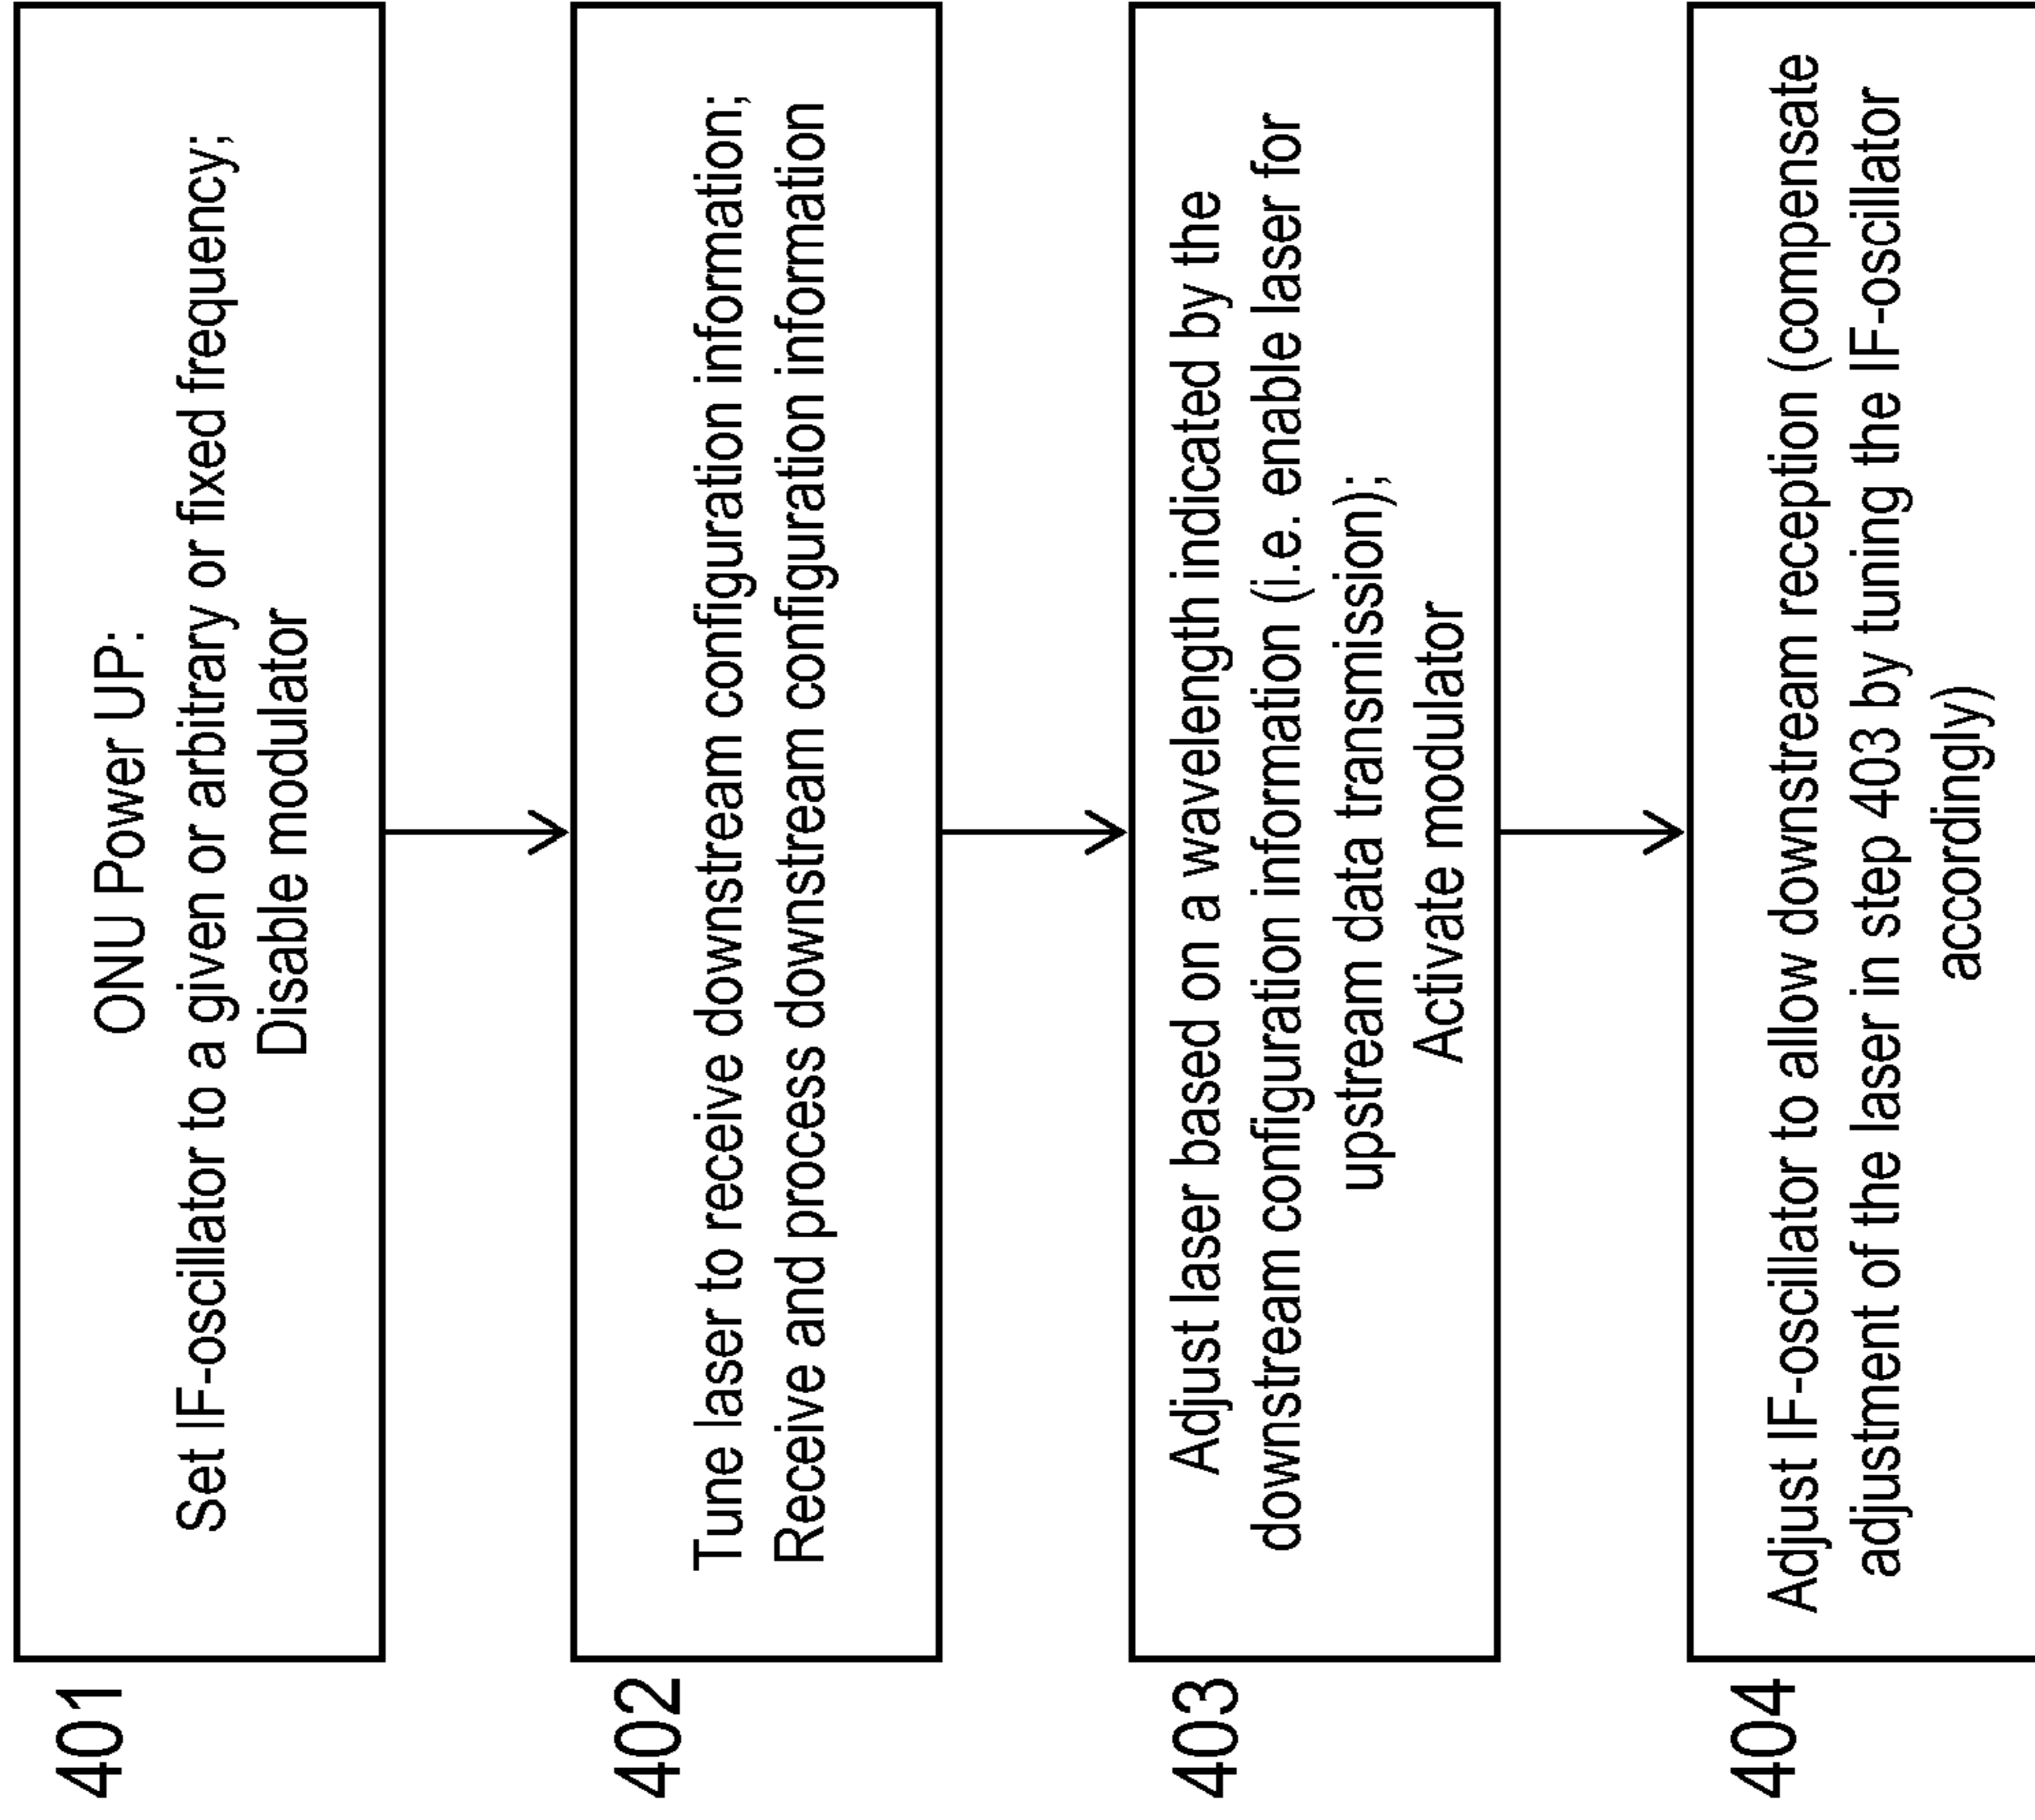 401
ONU Power UP:
Set IF-oscillator to a given or arbitrary or fixed frequency;
Disable modulator
402
Tune laser to receive downstream configuration information;
Receive and process downstream configuration information
403
Adjust laser based on a wavelength indicated by the
downstream configuration information (i.e. enable laser for
upstream data transmission);
Activate modulator
404
Adjust IF-oscillator to allow downstream reception (compensate
adjustment of the laser in step 403 by tuning the IF-oscillator
accordingly)